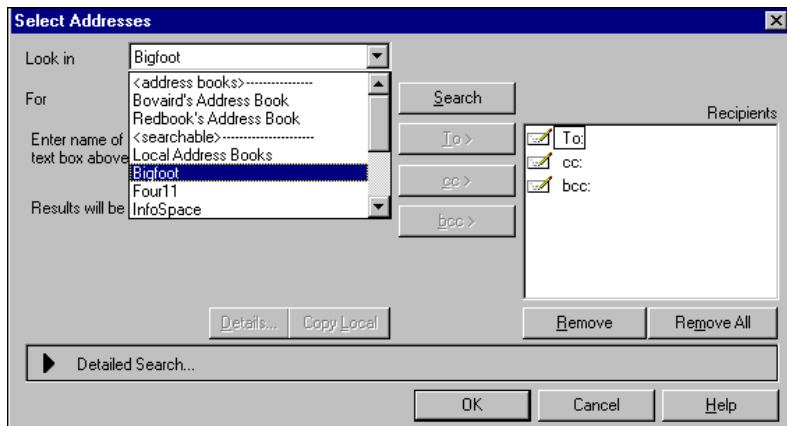 Select Addresses
Look in
Bigfoot
<address books>---------------
Bovaird's Address Book
Redbook's Address Book
<searchable>---------------------
Local Address Books
Bigfoot
Four11
InfoSpace
For
Enter name of
text box above
Results will be
Search
To >
cc >
bcc >
Recipients
To:
cc:
bcc:
Details...
Copy Local
Remove
Remove All
Detailed Search...
OK
Cancel
Help